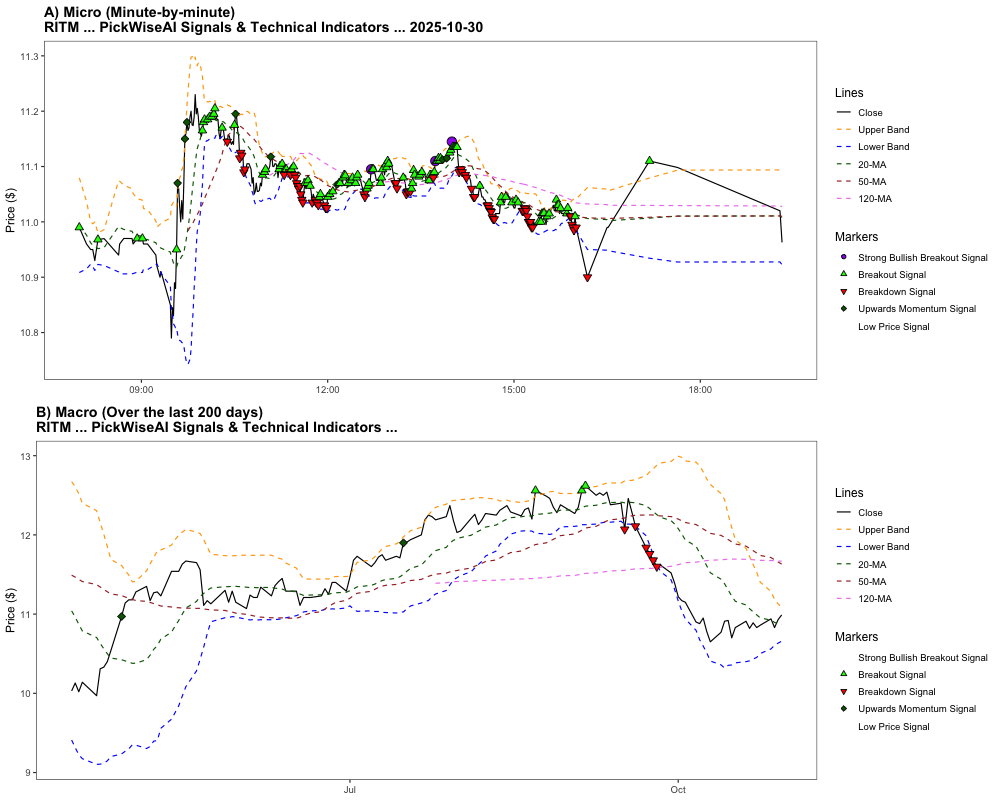 A) Micro (Minute-by-minute)
RITM ... PickWiseAI Signals & Technical Indicators ... 2025-10-30
Price ($)
11.3
11.2
11.1
11.0
10.9
10.8
09:00
12:00
15:00
18:00
Lines
Close
Upper Band
Lower Band
20-MA
50-MA
120-MA
Markers
Strong Bullish Breakout Signal
Breakout Signal
Breakdown Signal
Upwards Momentum Signal
Low Price Signal
B) Macro (Over the last 200 days)
RITM ... PickWiseAI Signals & Technical Indicators ...
Price ($)
13
12
11
10
9
Jul
Oct
Lines
Close
Upper Band
Lower Band
20-MA
50-MA
120-MA
Markers
Strong Bullish Breakout Signal
Breakout Signal
Breakdown Signal
Upwards Momentum Signal
Low Price Signal